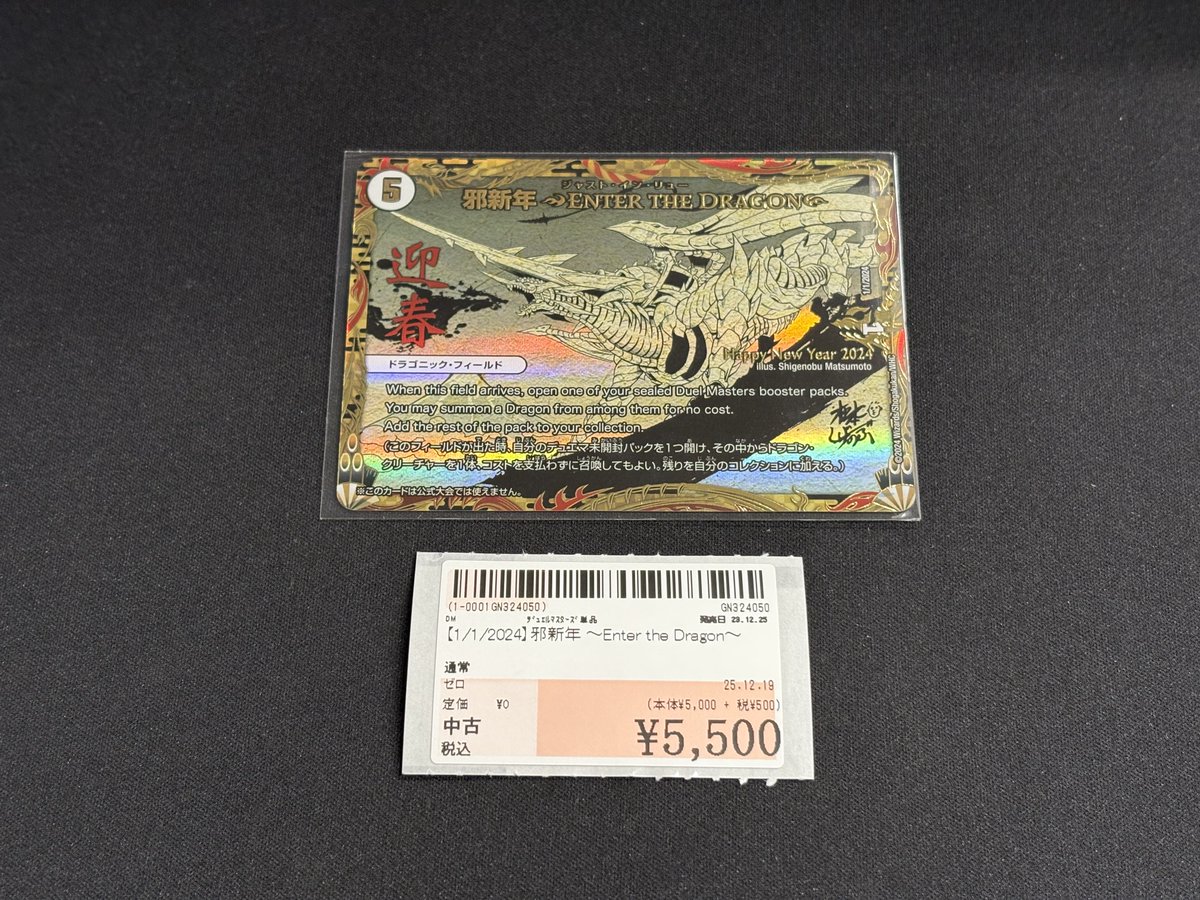 5
ジャスト・イン・リュー
邪新年 ~ENTER THE DRAGON~
迎春
1/1/2024
1
Happy New Year 2024
illus. Shigenobu Matsumoto
ドラゴニック・フィールド
When this field arrives, open one of your sealed Duel Masters booster packs.
You may summon a Dragon from among them for no cost.
Add the rest of the pack to your collection.
(このフィールドが出た時、自分のデュエマ未開封パックを1つ開け、その中からドラゴン・
クリーチャーを1体、コストを支払わずに召喚してもよい。残りを自分のコレクションに加える。)
※このカードは公式大会では使えません。
©2024 Wizards/Shogakukan/WHC
(1-0001GN324050)
GN324050
DM
デュエルマスターズ単品
発売日 23.12.25
【1/1/2024】邪新年 ～Enter the Dragon～
通常
ゼロ
25.12.19
定価 ¥0
(本体¥5,000 + 税¥500)
中古
税込
¥5,500